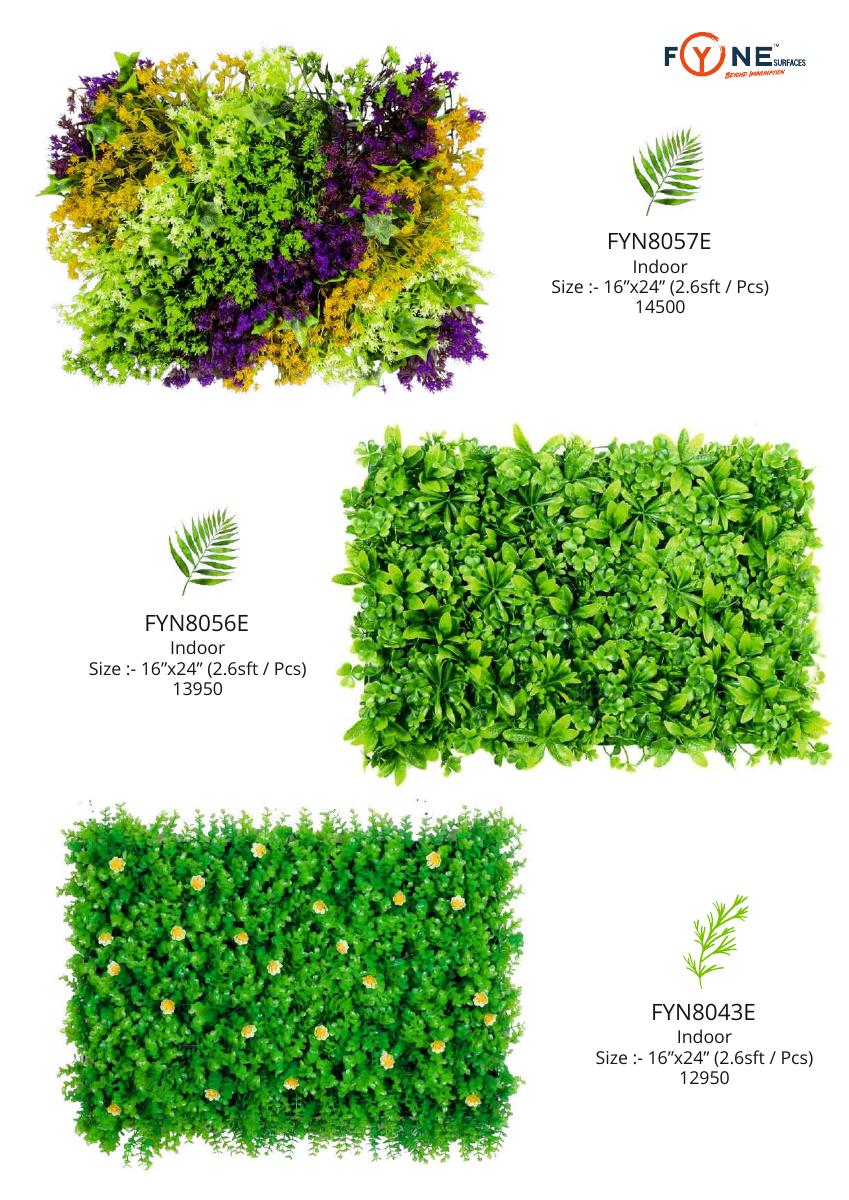 FYNE™ SURFACES
BEYOND IMAGINATION
FYN8057E
Indoor
Size :- 16”x24” (2.6sft / Pcs)
14500
FYN8056E
Indoor
Size :- 16”x24” (2.6sft / Pcs)
13950
FYN8043E
Indoor
Size :- 16”x24” (2.6sft / Pcs)
12950